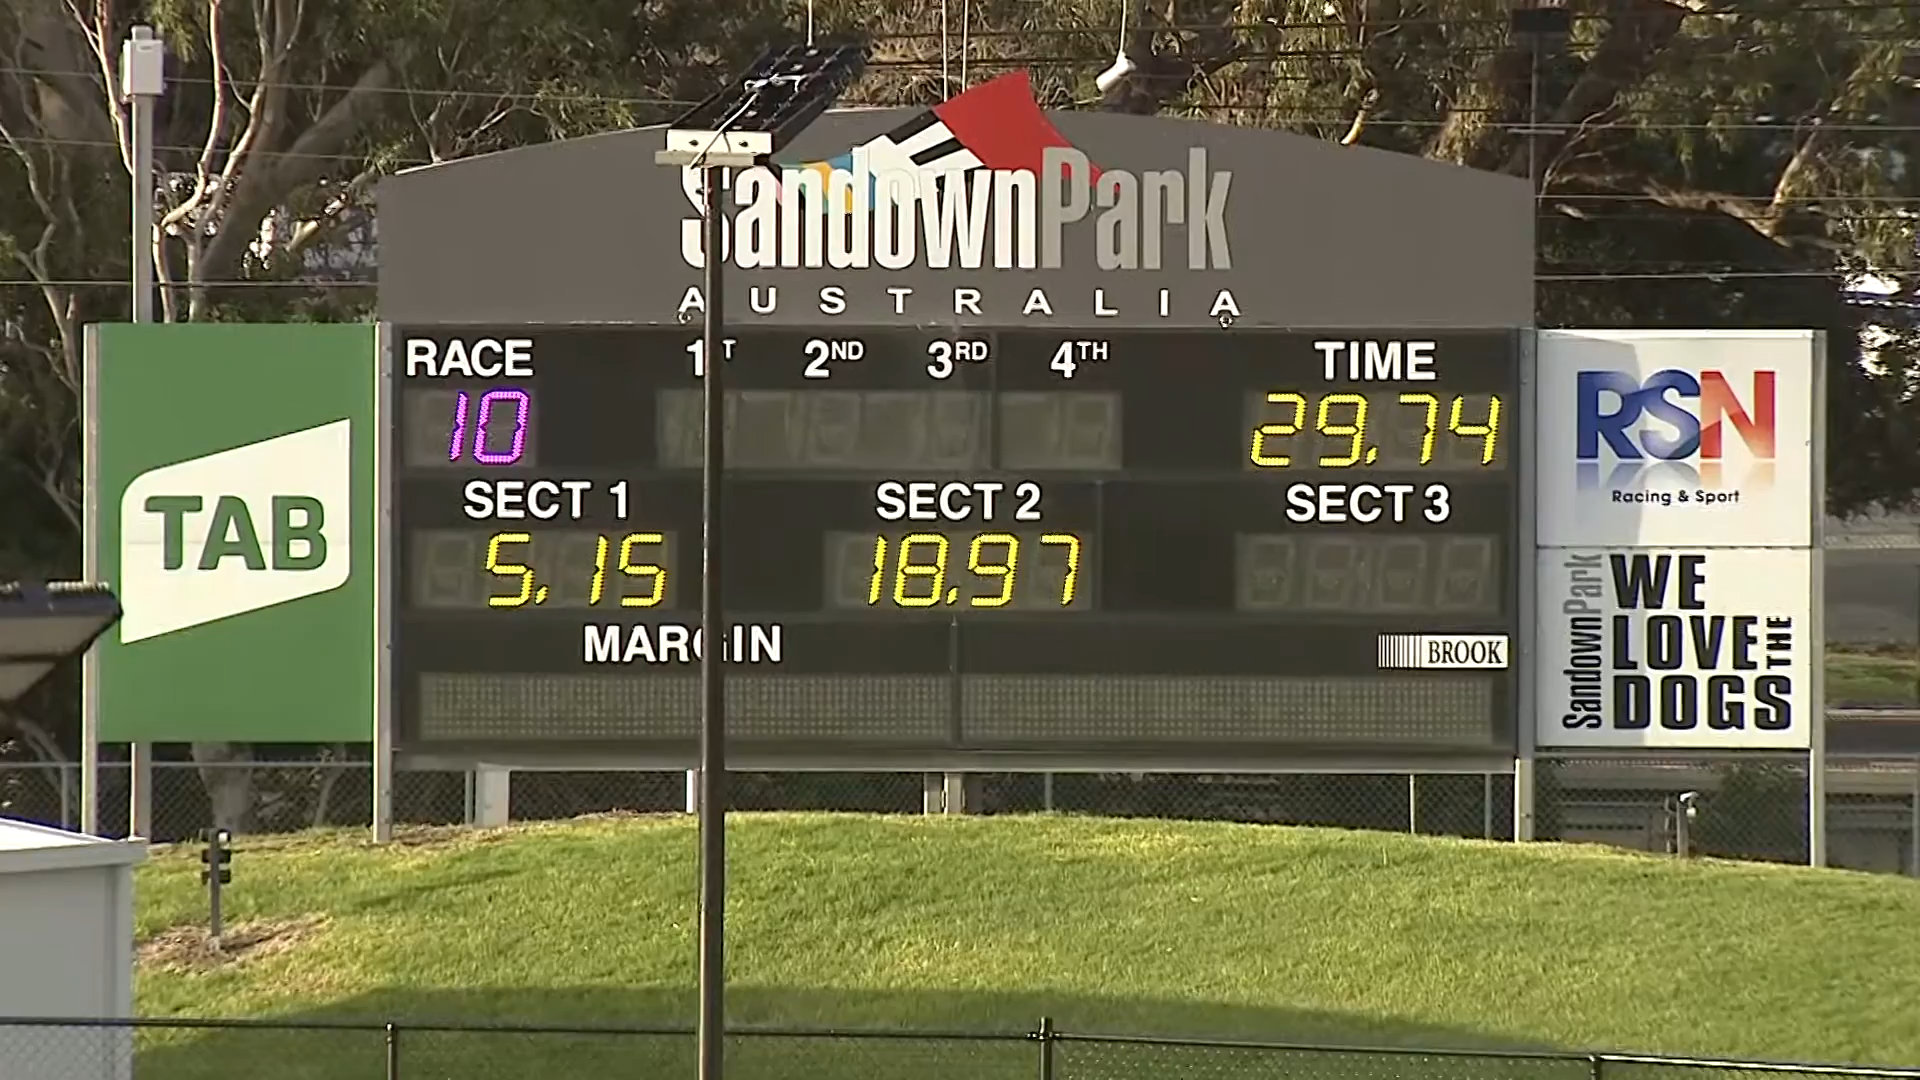 SandownPark
AUSTRALIA
RACE 1ST 2ND 3RD 4TH TIME
10 29.74
SECT 1 SECT 2 SECT 3
5.15 18.97
MARGIN
BROOK
TAB
RSN
Racing & Sport
SandownPark
WE
LOVE THE
DOGS